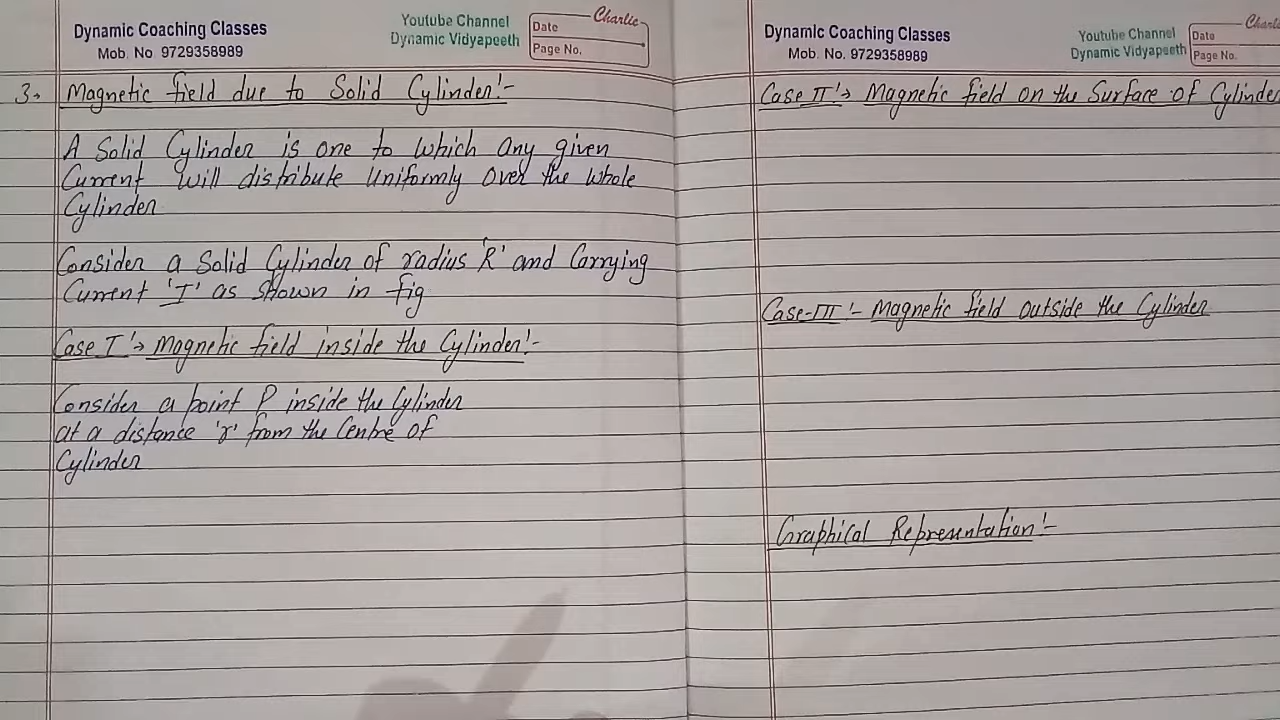 Dynamic Coaching Classes
Mob. No. 9729358989
Youtube Channel
Dynamic Vidyapeeth
Charlie
Date
Page No.
3. Magnetic field due to Solid Cylinder:-
A Solid Cylinder is one to which any given
Current will distribute Uniformly Over the whole
Cylinder
Consider a Solid Cylinder of radius 'R' and Carrying
Current 'I' as shown in fig
Case I :→ Magnetic field inside the Cylinder:-
Consider a point P inside the Cylinder
at a distance 'r' from the Centre of
Cylinder
Dynamic Coaching Classes
Mob. No. 9729358989
Youtube Channel
Dynamic Vidyapeeth
Date
Page No.
Case II :→ Magnetic field on the Surface of Cylinde
Case-III :- Magnetic field outside the Cylinder
Graphical Representation:-